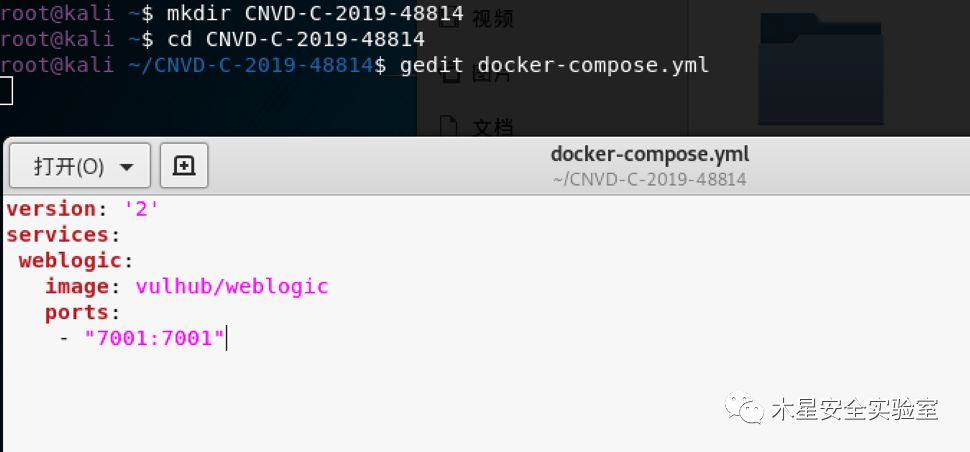 root@kali ~$ mkdir CNVD-C-2019-48814
视频
root@kali ~$ cd CNVD-C-2019-48814
root@kali ~/CNVD-C-2019-48814$ gedit docker-compose.yml
图片
文档
打开(O)
docker-compose.yml
~/CNVD-C-2019-48814
version: '2'
services:
 weblogic:
   image: vulhub/weblogic
   ports:
    - "7001:7001"
木星安全实验室